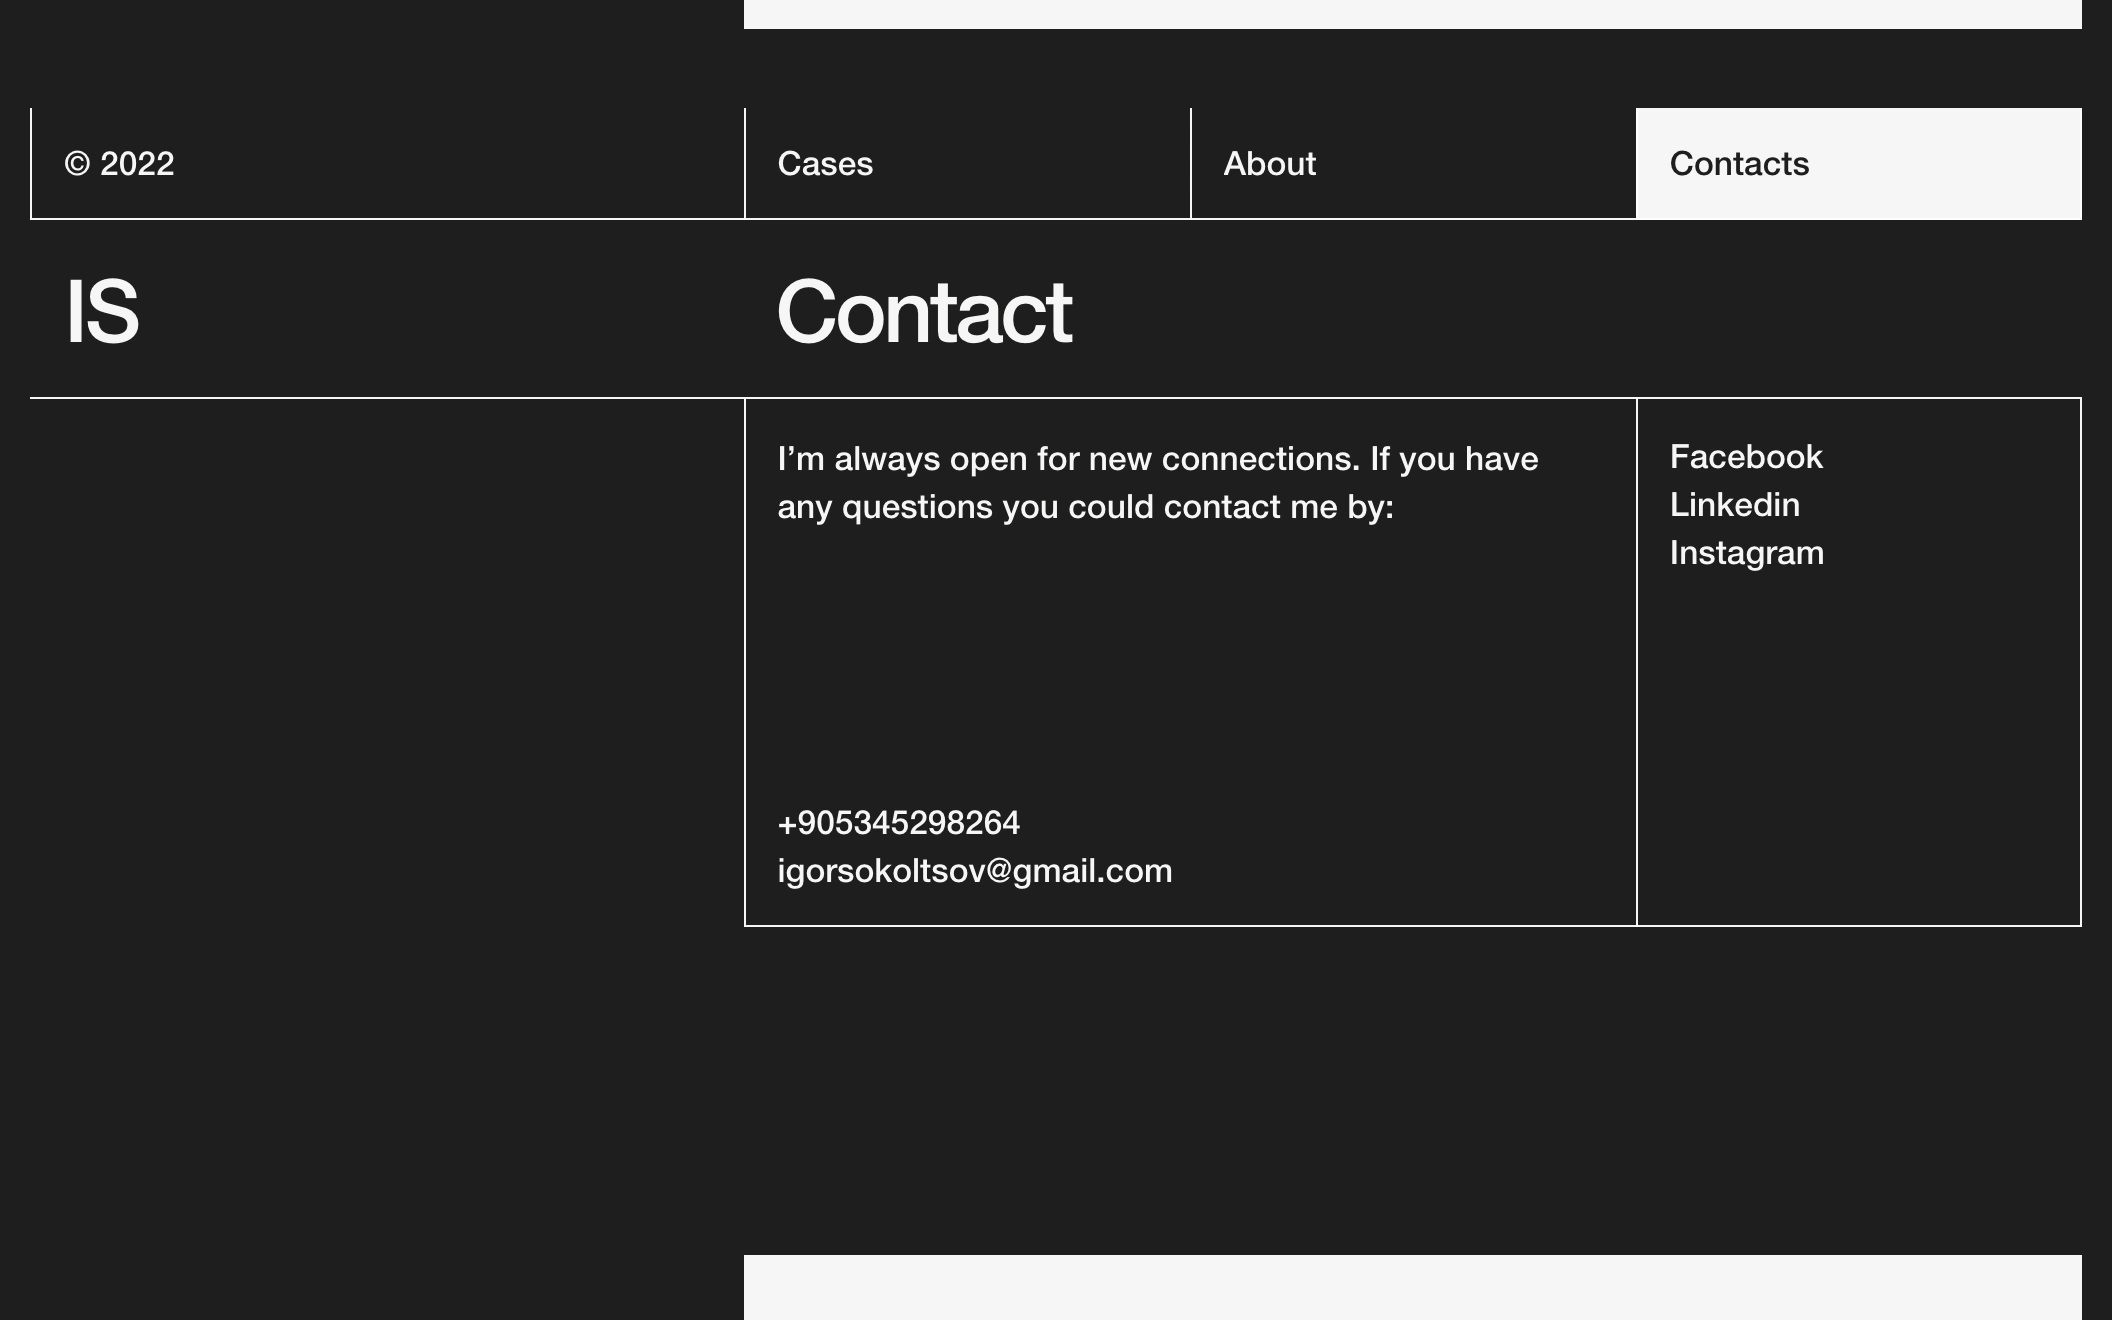 © 2022
Cases
About
Contacts
IS
Contact
I’m always open for new connections. If you have
any questions you could contact me by:
Facebook
Linkedin
Instagram
+905345298264
igorsokoltsov@gmail.com